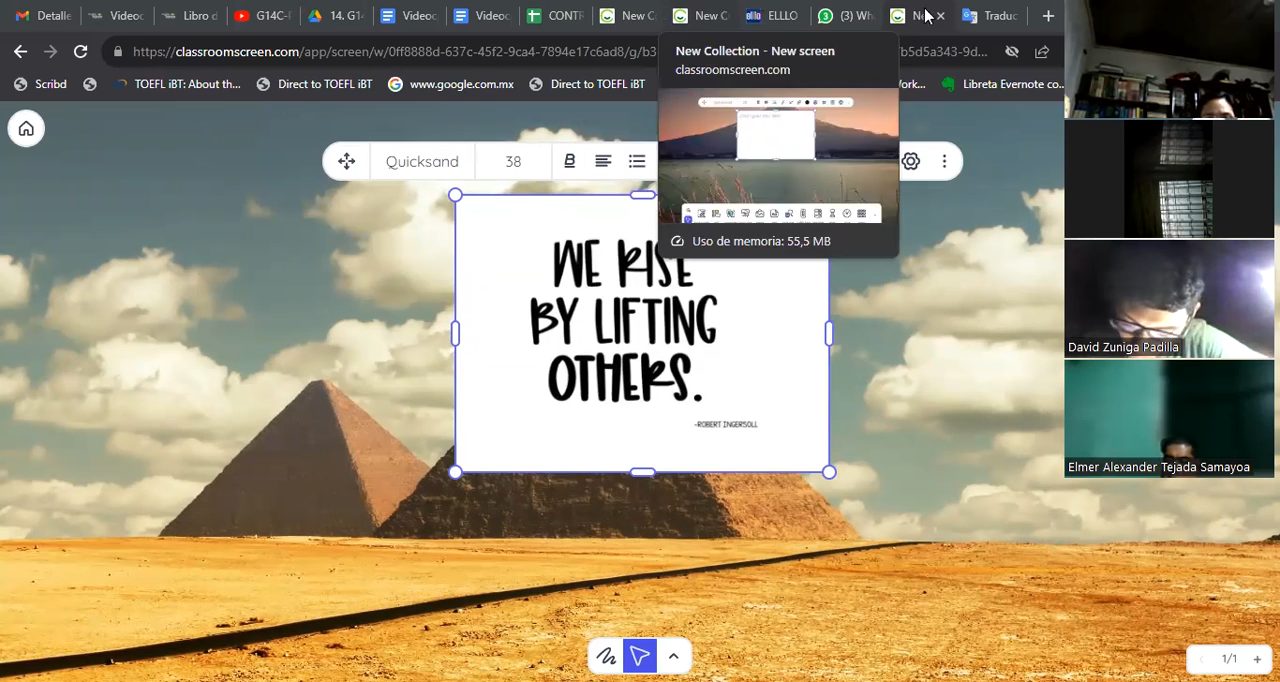 Detalle
Videoc
Libro d
G14C-
14. G1
Videoc
Videoc
CONTR
New C
New C
elllo
ELLLO
3
(3) Wh
Ne
Traduc
https://classroomscreen.com/app/screen/w/0ff8888d-637c-45f2-9ca4-7894e17c6ad8/g/b3
b5d5a343-9d...
Scribd
TOEFL iBT: About th...
Direct to TOEFL iBT
www.google.com.mx
Direct to TOEFL iBT
Vork...
Libreta Evernote co...
New Collection - New screen
classroomscreen.com
Uso de memoria: 55,5 MB
Quicksand
38
B
WE RISE
BY LIFTING
OTHERS.
-ROBERT INGERSOLL
David Zuniga Padilla
Elmer Alexander Tejada Samayoa
1/1